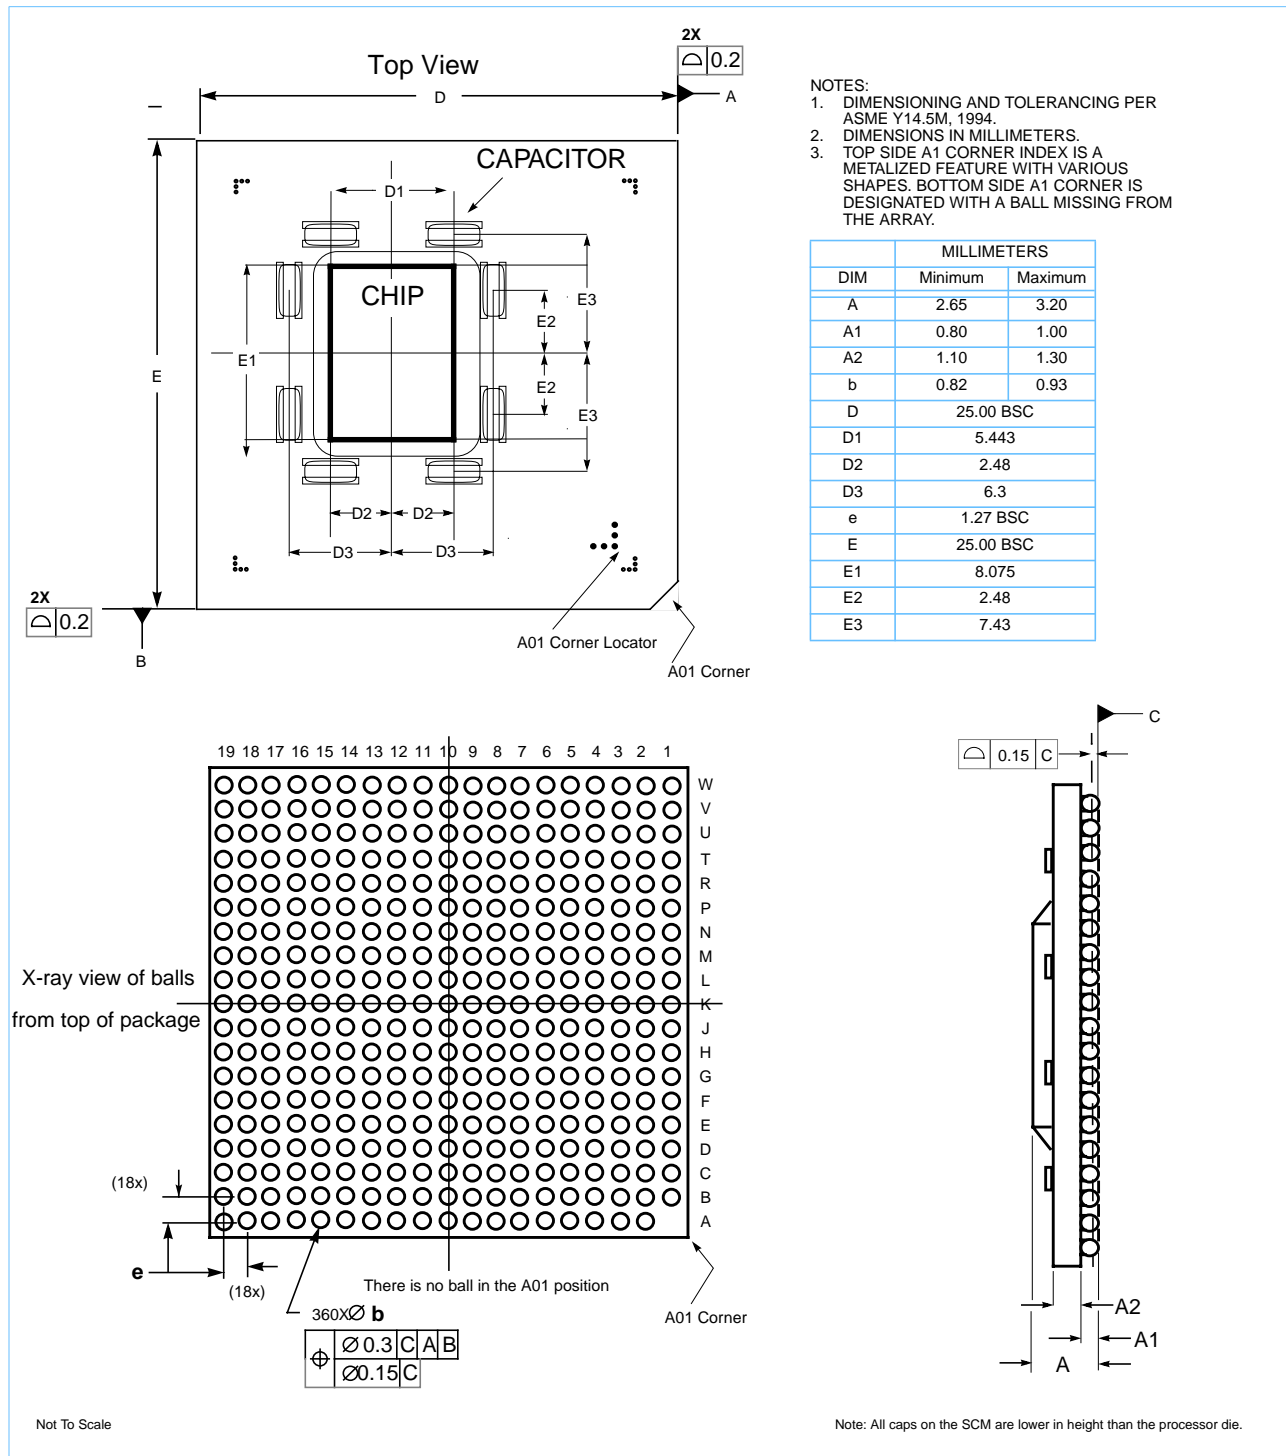 2X
0.2
Top View
D
A
CAPACITOR
D1
CHIP
E3
E2
E1
E
E2
E3
D2
D2
D3
D3
2X
0.2
B
A01 Corner Locator
A01 Corner
NOTES:
1. DIMENSIONING AND TOLERANCING PER
ASME Y14.5M, 1994.
2. DIMENSIONS IN MILLIMETERS.
3. TOP SIDE A1 CORNER INDEX IS A
METALIZED FEATURE WITH VARIOUS
SHAPES. BOTTOM SIDE A1 CORNER IS
DESIGNATED WITH A BALL MISSING FROM
THE ARRAY.
MILLIMETERS
DIM Minimum Maximum
A 2.65 3.20
A1 0.80 1.00
A2 1.10 1.30
b 0.82 0.93
D 25.00 BSC
D1 5.443
D2 2.48
D3 6.3
e 1.27 BSC
E 25.00 BSC
E1 8.075
E2 2.48
E3 7.43
19 18 17 16 15 14 13 12 11 10 9 8 7 6 5 4 3 2 1
W
V
U
T
R
P
N
M
L
K
J
H
G
F
E
D
C
B
A
X-ray view of balls
from top of package
(18x)
e
(18x)
There is no ball in the A01 position
360X∅ b
∅ 0.3 C A B
∅0.15 C
A01 Corner
C
0.15 C
A2
A1
A
Not To Scale
Note: All caps on the SCM are lower in height than the processor die.